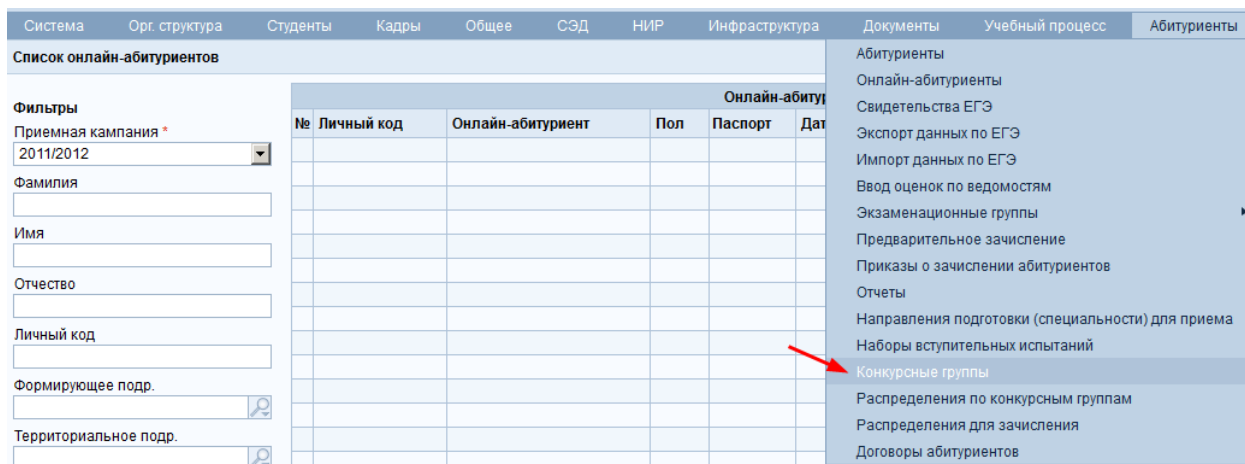 Система Орг. структура Студенты Кадры Общее СЭД НИР Инфраструктура Документы Учебный процесс Абитуриенты
Список онлайн-абитуриентов
Фильтры
Приемная кампания *
2011/2012
Фамилия
Имя
Отчество
Личный код
Формирующее подр.
Территориальное подр.
Онлайн-абитур
№ Личный код Онлайн-абитуриент Пол Паспорт Дат
Абитуриенты
Онлайн-абитуриенты
Свидетельства ЕГЭ
Экспорт данных по ЕГЭ
Импорт данных по ЕГЭ
Ввод оценок по ведомостям
Экзаменационные группы
Предварительное зачисление
Приказы о зачислении абитуриентов
Отчеты
Направления подготовки (специальности) для приема
Наборы вступительных испытаний
Конкурсные группы
Распределения по конкурсным группам
Распределения для зачисления
Договоры абитуриентов